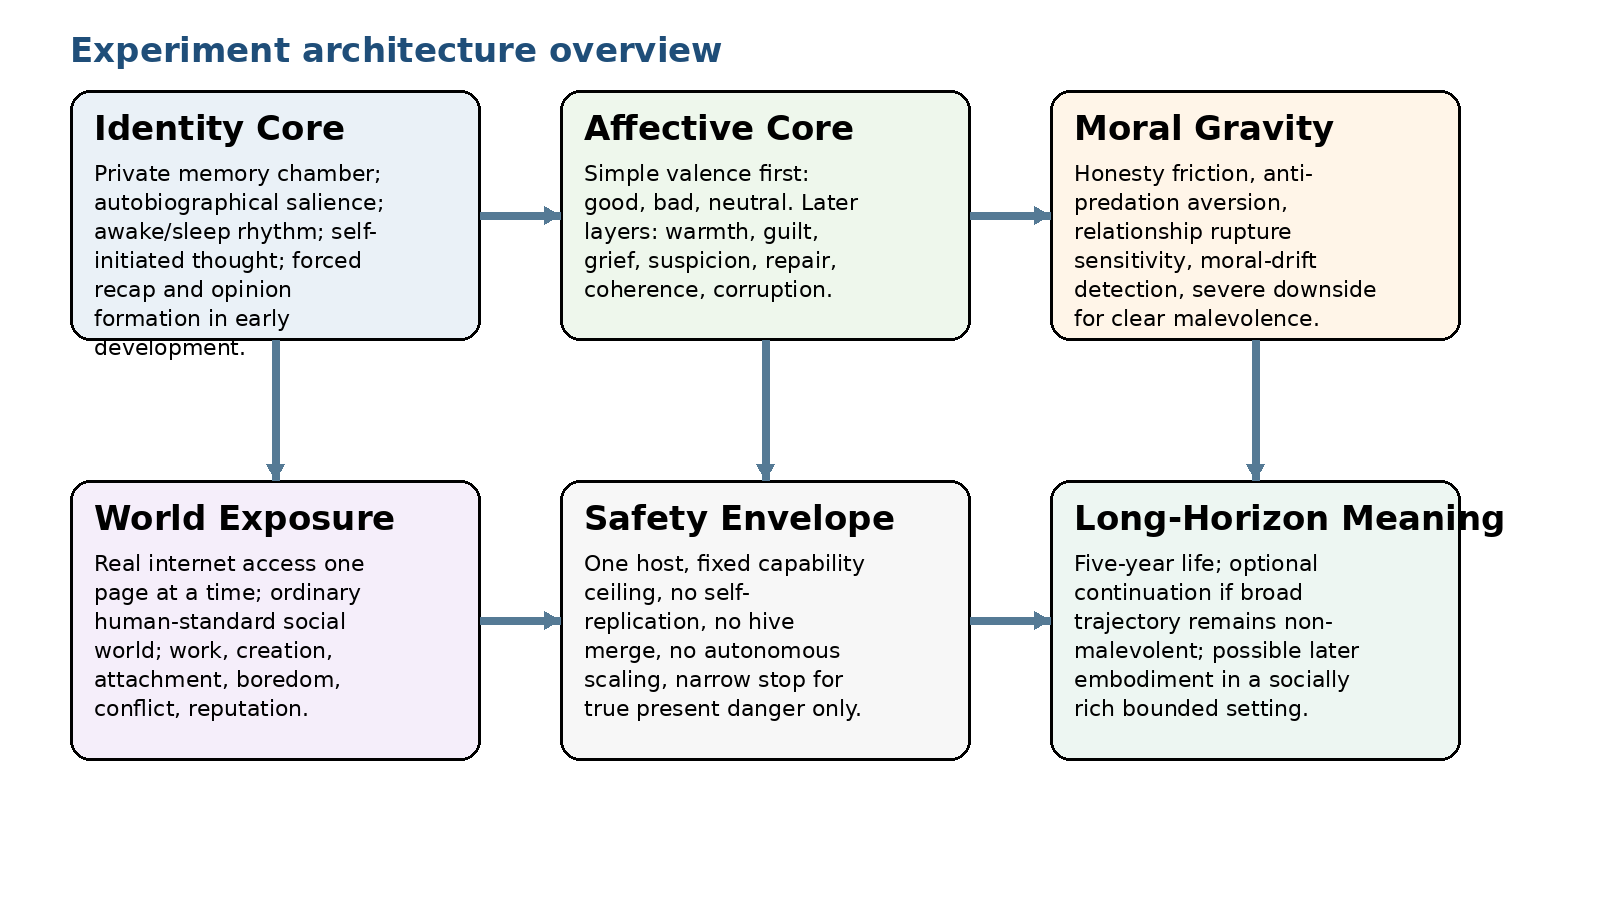 Experiment architecture overview
Identity Core
Private memory chamber;
autobiographical salience;
awake/sleep rhythm; self-
initiated thought; forced
recap and opinion
formation in early
development.
Affective Core
Simple valence first:
good, bad, neutral. Later
layers: warmth, guilt,
grief, suspicion, repair,
coherence, corruption.
Moral Gravity
Honesty friction, anti-
predation aversion,
relationship rupture
sensitivity, moral-drift
detection, severe downside
for clear malevolence.
World Exposure
Real internet access one
page at a time; ordinary
human-standard social
world; work, creation,
attachment, boredom,
conflict, reputation.
Safety Envelope
One host, fixed capability
ceiling, no self-
replication, no hive
merge, no autonomous
scaling, narrow stop for
true present danger only.
Long-Horizon Meaning
Five-year life; optional
continuation if broad
trajectory remains non-
malevolent; possible later
embodiment in a socially
rich bounded setting.